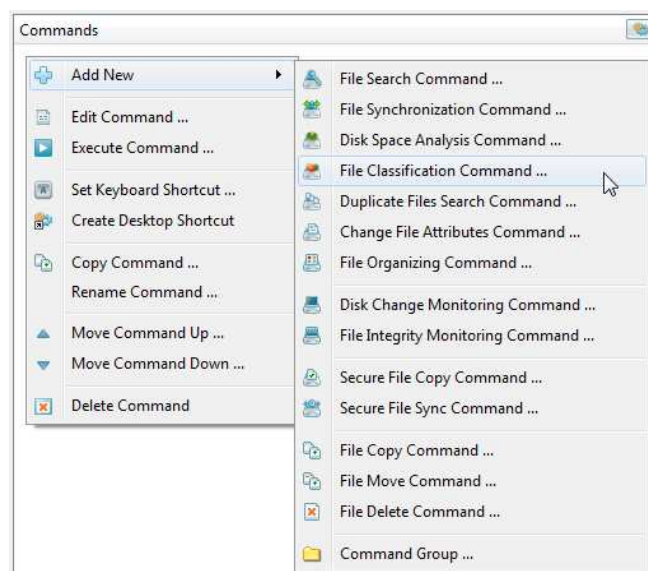 Commands
Add New
Edit Command ...
Execute Command ...
Set Keyboard Shortcut ...
Create Desktop Shortcut
Copy Command ...
Rename Command ...
Move Command Up ...
Move Command Down ...
Delete Command
File Search Command ...
File Synchronization Command ...
Disk Space Analysis Command ...
File Classification Command ...
Duplicate Files Search Command ...
Change File Attributes Command ...
File Organizing Command ...
Disk Change Monitoring Command ...
File Integrity Monitoring Command ...
Secure File Copy Command ...
Secure File Sync Command ...
File Copy Command ...
File Move Command ...
File Delete Command ...
Command Group ...